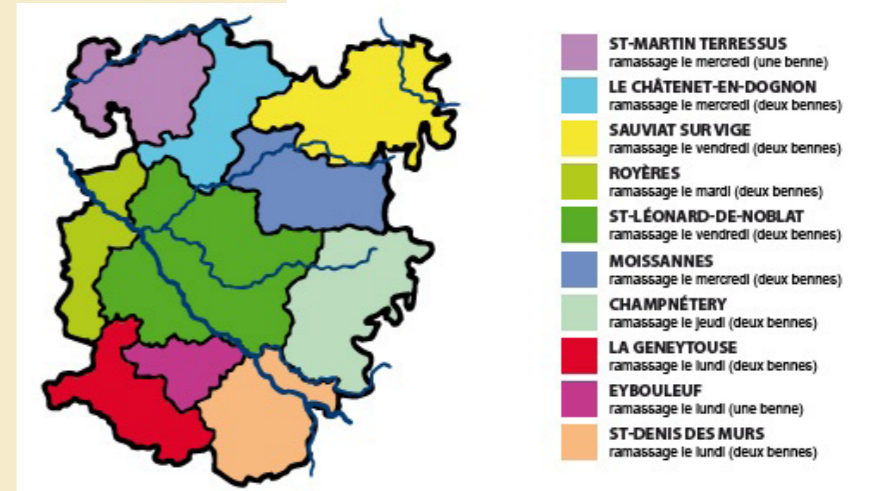 ST-MARTIN TERRESSUS
ramassage le mercredi (une benne)
LE CHÂTENET-EN-DOGNON
ramassage le mercredi (deux bennes)
SAUVIAT SUR VIGE
ramassage le vendredi (deux bennes)
ROYÈRES
ramassage le mardi (deux bennes)
ST-LÉONARD-DE-NOBLAT
ramassage le vendredi (deux bennes)
MOISSANNES
ramassage le mercredi (deux bennes)
CHAMPNÉTERY
ramassage le jeudi (deux bennes)
LA GENEYTOUSE
ramassage le lundi (deux bennes)
EYBOULEUF
ramassage le lundi (une benne)
ST-DENIS DES MURS
ramassage le lundi (deux bennes)